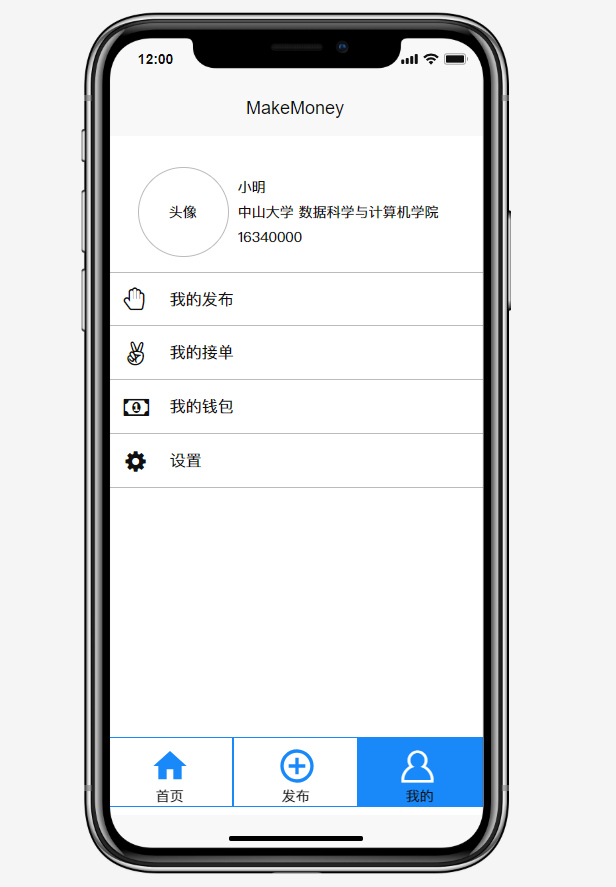 12:00
MakeMoney
头像
小明
中山大学 数据科学与计算机学院
16340000
我的发布
我的接单
1
我的钱包
设置
首页
发布
我的